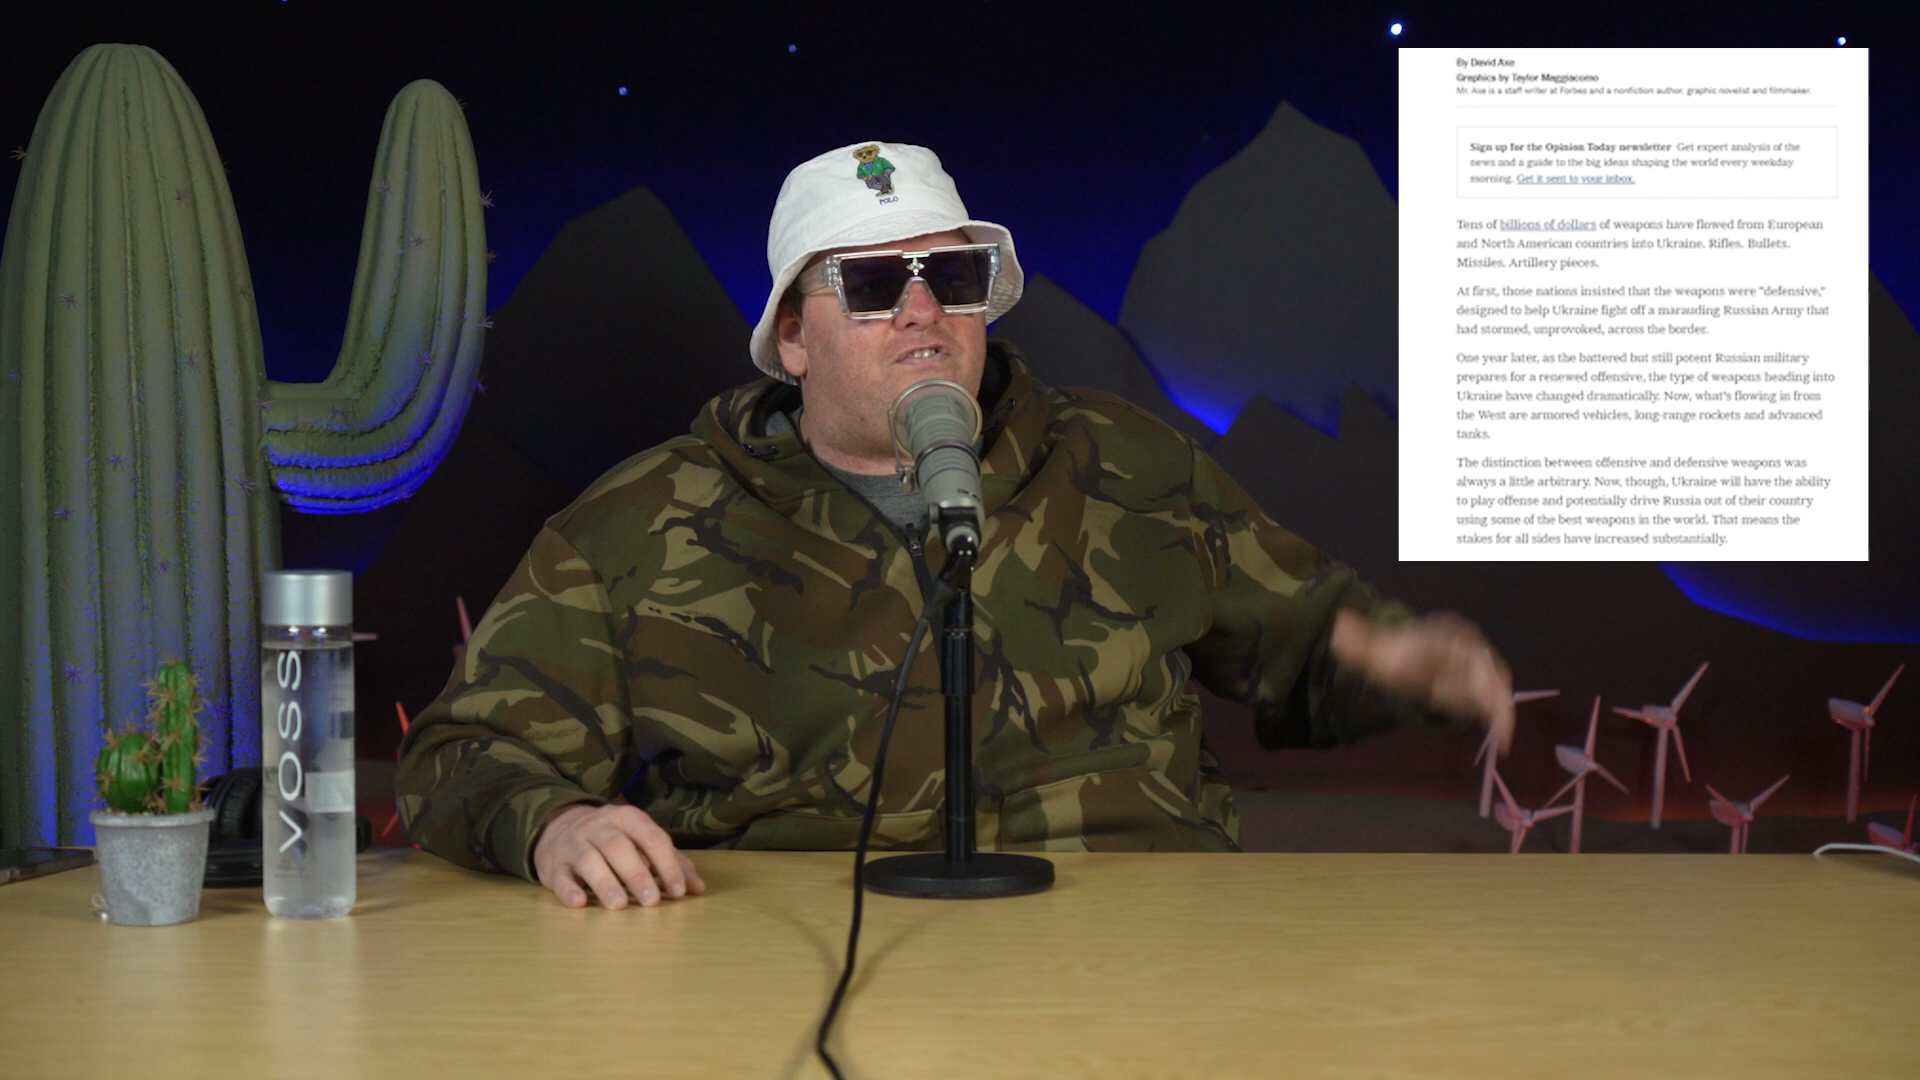 POLO
VOSS
By David Axe
Graphics by Taylor Maggiacomo
Mr. Axe is a staff writer at Forbes and a nonfiction author, graphic novelist and filmmaker.
Sign up for the Opinion Today newsletter Get expert analysis of the
news and a guide to the big ideas shaping the world every weekday
morning. Get it sent to your inbox.
Tens of billions of dollars of weapons have flowed from European
and North American countries into Ukraine. Rifles. Bullets.
Missiles. Artillery pieces.
At first, those nations insisted that the weapons were “defensive,”
designed to help Ukraine fight off a marauding Russian Army that
had stormed, unprovoked, across the border.
One year later, as the battered but still potent Russian military
prepares for a renewed offensive, the type of weapons heading into
Ukraine have changed dramatically. Now, what’s flowing in from
the West are armored vehicles, long-range rockets and advanced
tanks.
The distinction between offensive and defensive weapons was
always a little arbitrary. Now, though, Ukraine will have the ability
to play offense and potentially drive Russia out of their country
using some of the best weapons in the world. That means the
stakes for all sides have increased substantially.